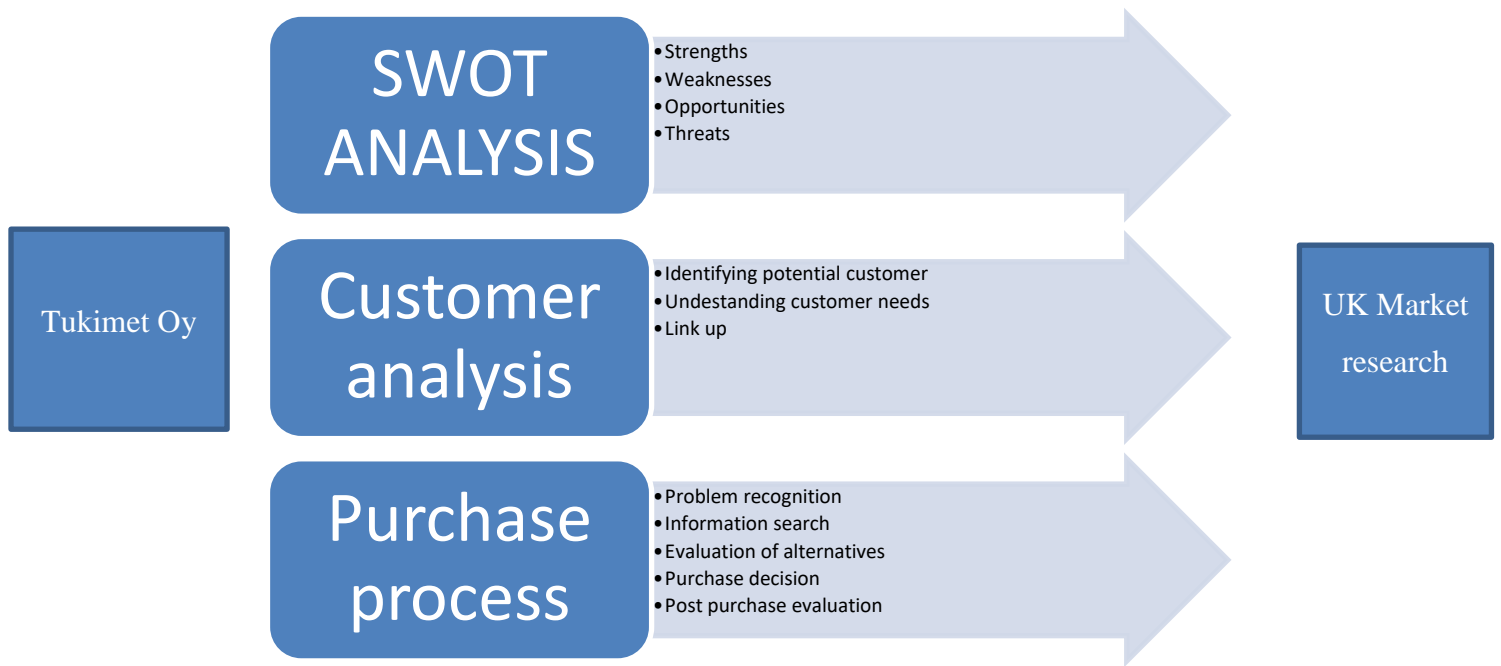 Tukimet Oy
SWOT
ANALYSIS
•Strengths
•Weaknesses
•Opportunities
•Threats
Customer
analysis
•Identifying potential customer
•Undestanding customer needs
•Link up
Purchase
process
•Problem recognition
•Information search
•Evaluation of alternatives
•Purchase decision
•Post purchase evaluation
UK Market
research